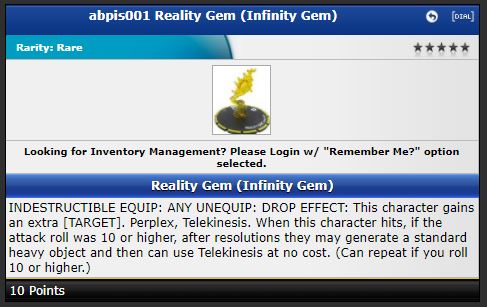 abpis001 Reality Gem (Infinity Gem)
[DIAL]
Rarity: Rare
Looking for Inventory Management? Please Login w/ "Remember Me?" option
selected.
Reality Gem (Infinity Gem)
INDESTRUCTIBLE EQUIP: ANY UNEQUIP: DROP EFFECT: This character gains
an extra [TARGET]. Perplex, Telekinesis. When this character hits, if the
attack roll was 10 or higher, after resolutions they may generate a standard
heavy object and then can use Telekinesis at no cost. (Can repeat if you roll
10 or higher.)
10 Points